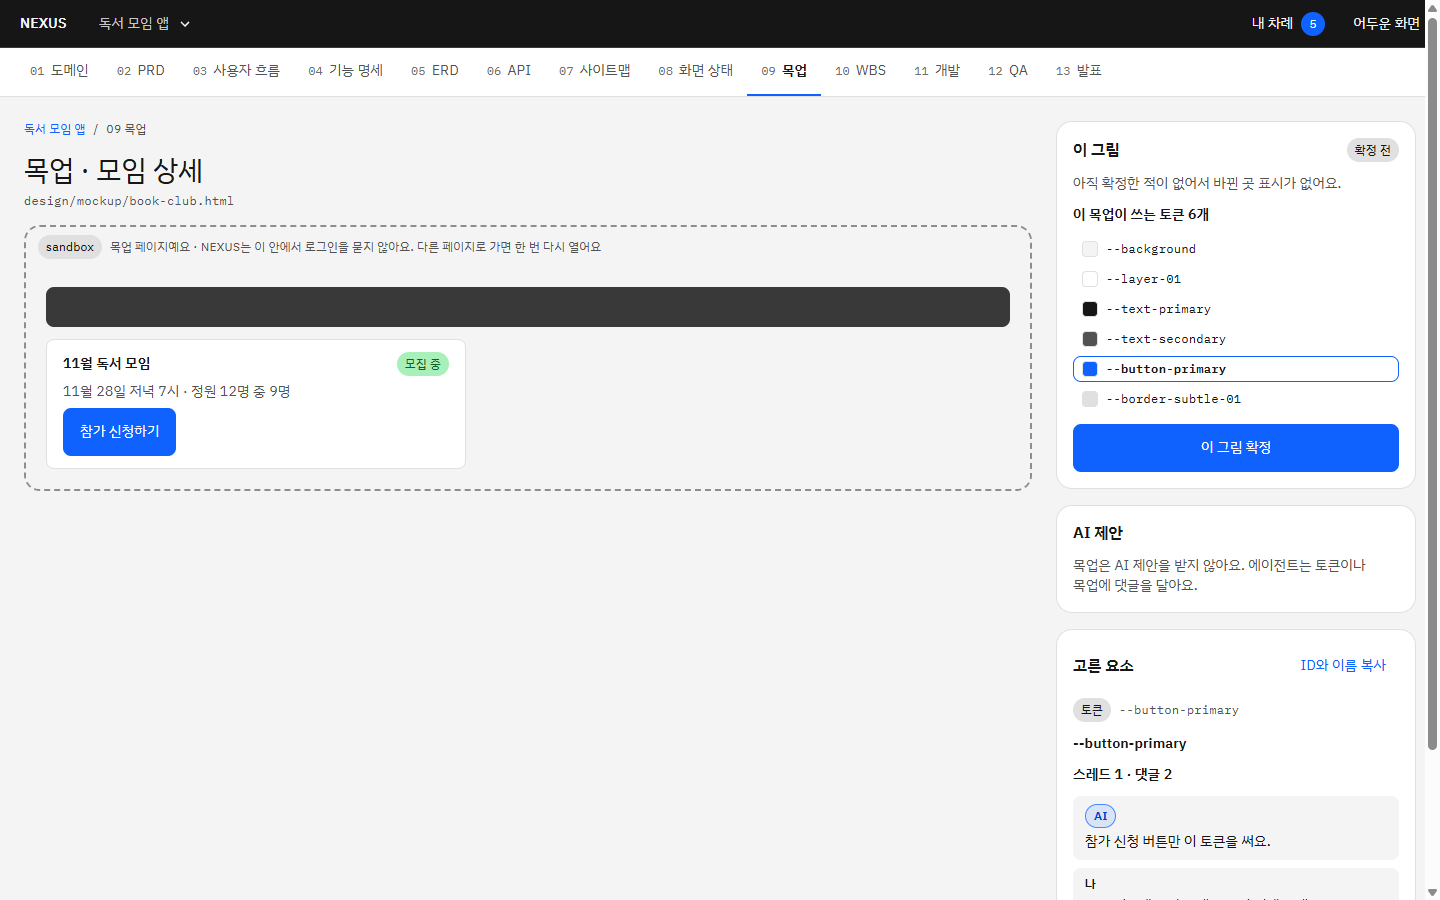 NEXUS
독서 모임 앱
내 차례 5
어두운 화면
01 도메인
02 PRD
03 사용자 흐름
04 기능 명세
05 ERD
06 API
07 사이트맵
08 화면 상태
09 목업
10 WBS
11 개발
12 QA
13 발표
독서 모임 앱 / 09 목업
목업 · 모임 상세
design/mockup/book-club.html
sandbox 목업 페이지예요 · NEXUS는 이 안에서 로그인을 묻지 않아요. 다른 페이지로 가면 한 번 다시 열어요
11월 독서 모임
모집 중
11월 28일 저녁 7시 · 정원 12명 중 9명
참가 신청하기
이 그림
확정 전
아직 확정한 적이 없어서 바뀐 곳 표시가 없어요.
이 목업이 쓰는 토큰 6개
--background
--layer-01
--text-primary
--text-secondary
--button-primary
--border-subtle-01
이 그림 확정
AI 제안
목업은 AI 제안을 받지 않아요. 에이전트는 토큰이나
목업에 댓글을 달아요.
고른 요소
ID와 이름 복사
토큰 --button-primary
--button-primary
스레드 1 · 댓글 2
AI
참가 신청 버튼만 이 토큰을 써요.
나